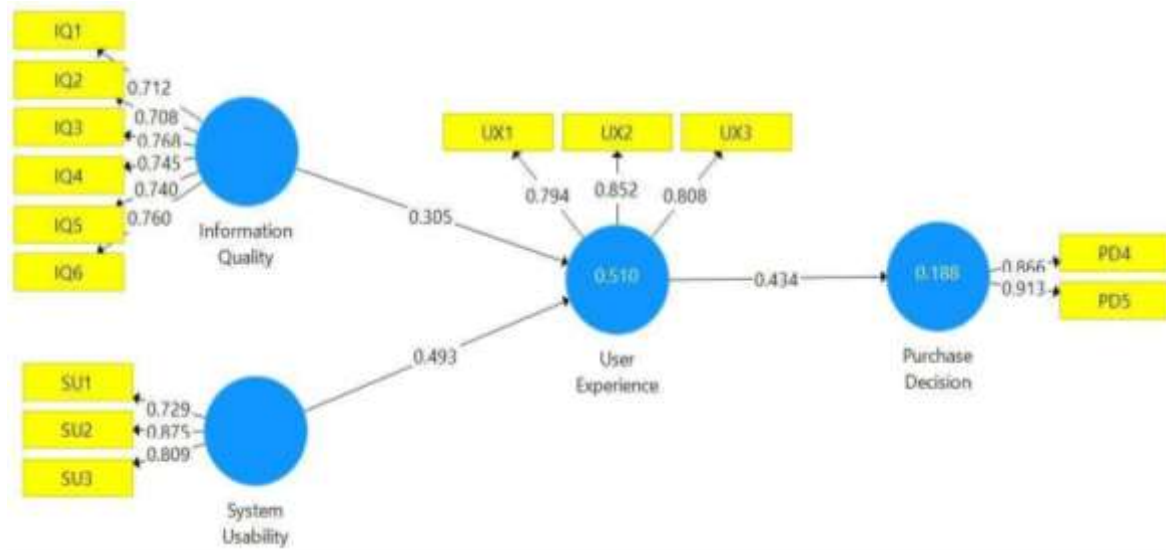 IQ1
IQ2
IQ3
IQ4
IQ5
IQ6
0.712
0.708
0.768
0.745
0.740
0.760
Information
Quality
0.305
SU1
SU2
SU3
0.729
0.875
0.809
System
Usability
0.493
UX1
UX2
UX3
0.794
0.852
0.808
0.510
User
Experience
0.434
0.188
Purchase
Decision
0.866
0.913
PD4
PD5